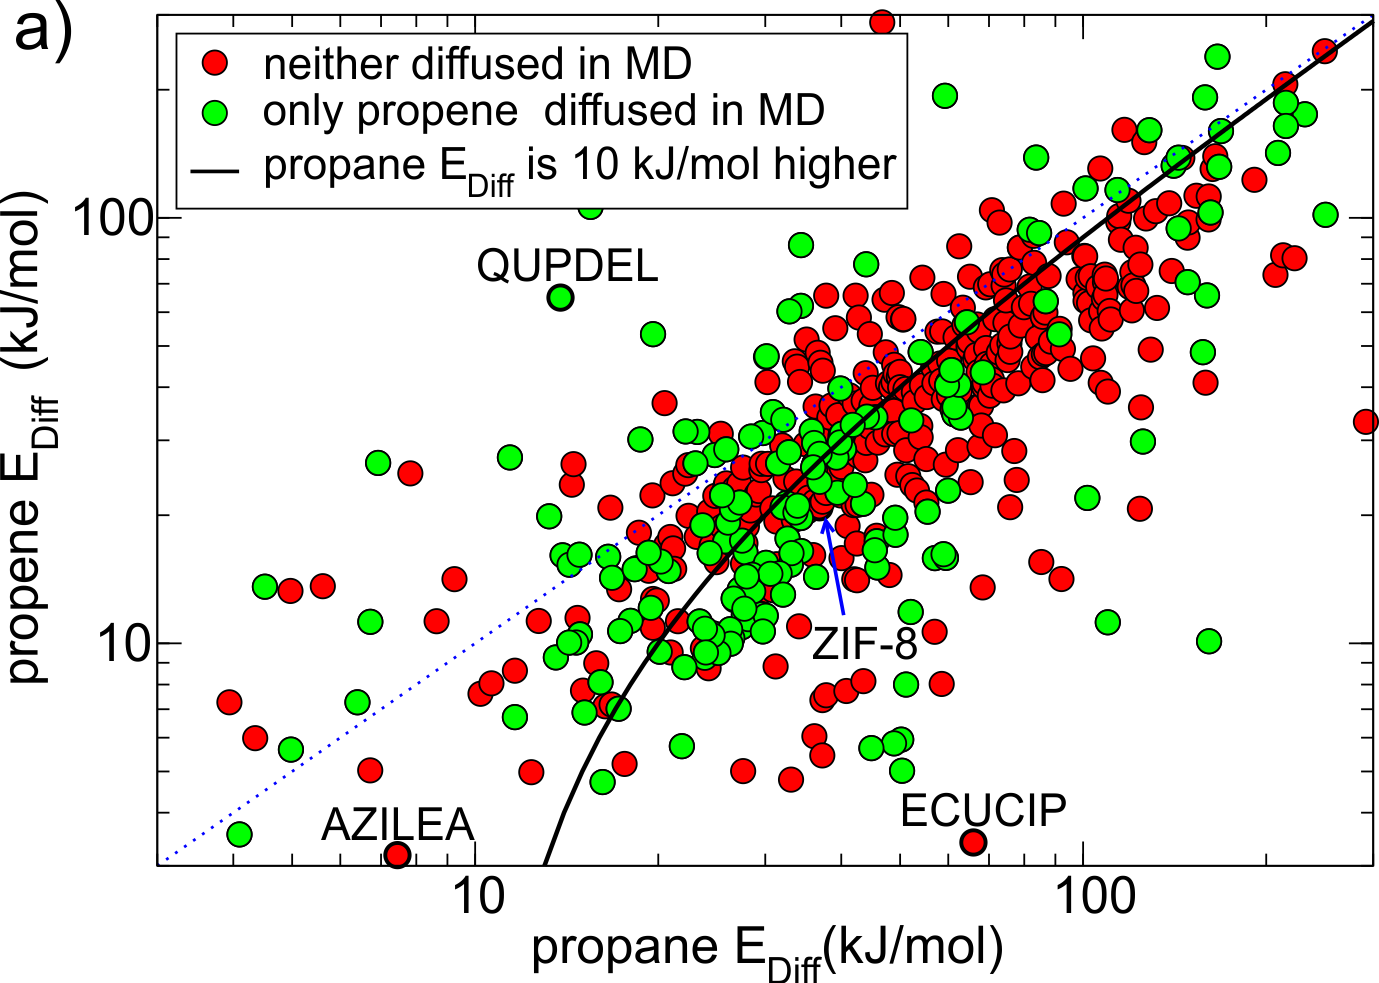 a)
neither diffused in MD
only propene diffused in MD
propane EDiff is 10 kJ/mol higher
100
QUPDEL
propene EDiff (kJ/mol)
10
ZIF-8
AZILEA
ECUCIP
10
100
propane EDiff(kJ/mol)